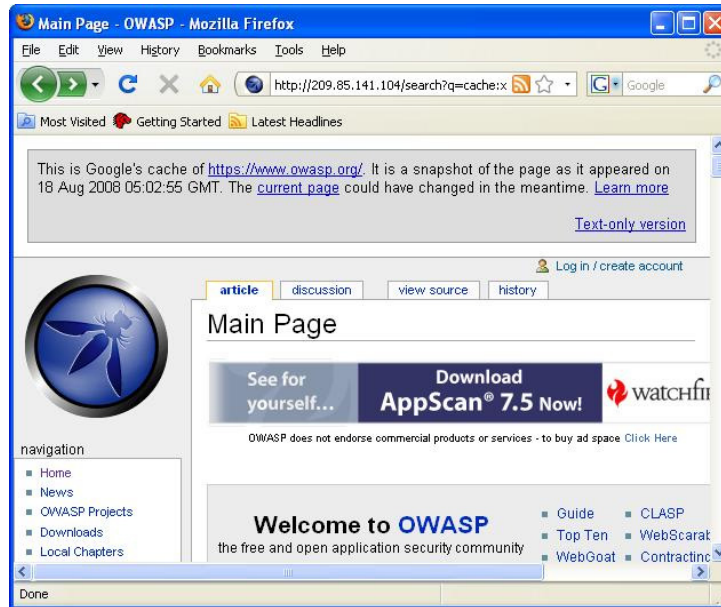 Main Page - OWASP - Mozilla Firefox
File Edit View History Bookmarks Tools Help
http://209.85.141.104/search?q=cache:x
G Google
Most Visited Getting Started Latest Headlines
This is Google's cache of https://www.owasp.org/. It is a snapshot of the page as it appeared on
18 Aug 2008 05:02:55 GMT. The current page could have changed in the meantime. Learn more
Text-only version
Log in / create account
article discussion view source history
Main Page
See for
yourself...
Download
AppScan® 7.5 Now!
watchfir
OWASP does not endorse commercial products or services - to buy ad space Click Here
navigation
Home
News
OWASP Projects
Downloads
Local Chapters
Welcome to OWASP
the free and open application security community
Guide CLASP
Top Ten WebScarab
WebGoat Contracting
Done